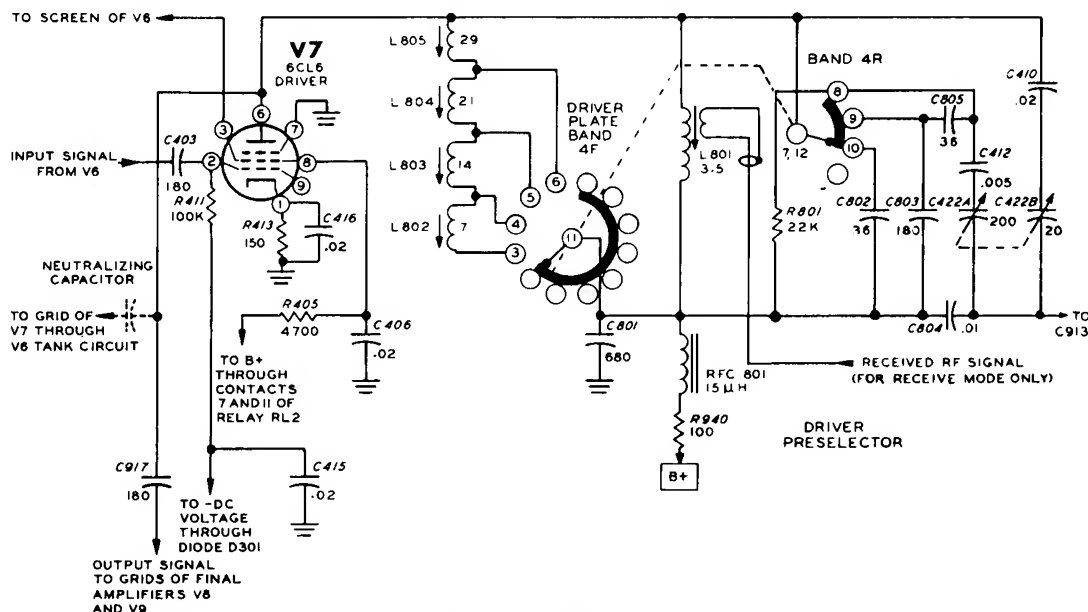 TO SCREEN OF V6
V7
6CL6
DRIVER
3
6
7
2
8
9
1
C403
180
INPUT SIGNAL
FROM V6
R411
100K
R413
150
C416
.02
NEUTRALIZING
CAPACITOR
TO GRID OF
V7 THROUGH
V6 TANK CIRCUIT
R405
4700
C406
.02
TO B+
THROUGH
CONTACTS
7 AND 11 OF
RELAY RL2
C917
180
C415
.02
TO -DC
VOLTAGE
THROUGH
DIODE D301
OUTPUT SIGNAL
TO GRIDS OF FINAL
AMPLIFIERS V8
AND V9
L805
29
L804
21
L803
14
L802
7
DRIVER
PLATE
BAND
4F
6
5
4
3
11
L801
3.5
C801
680
RFC 801
15 µH
R940
100
B+
BAND 4R
8
9
10
7,12
R801
22K
C802
36
C803
180
C805
36
C412
.005
C422A
200
C422B
20
C410
.02
C804
.01
TO
C913
RECEIVED RF SIGNAL
(FOR RECEIVE MODE ONLY)
DRIVER
PRESELECTOR